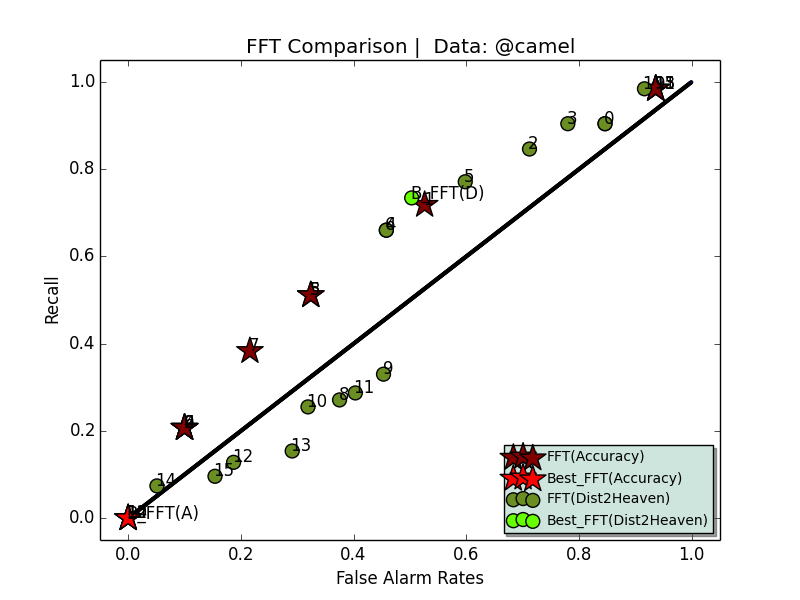 FFT Comparison |  Data: @camel
Recall
1.0
0.8
0.6
0.4
0.2
0.0
3
0
2
5
B_FFT(D)
7
9
8
11
10
13
12
15
14
_FFT(A)
FFT(Accuracy)
Best_FFT(Accuracy)
FFT(Dist2Heaven)
Best_FFT(Dist2Heaven)
0.0
0.2
0.4
0.6
0.8
1.0
False Alarm Rates